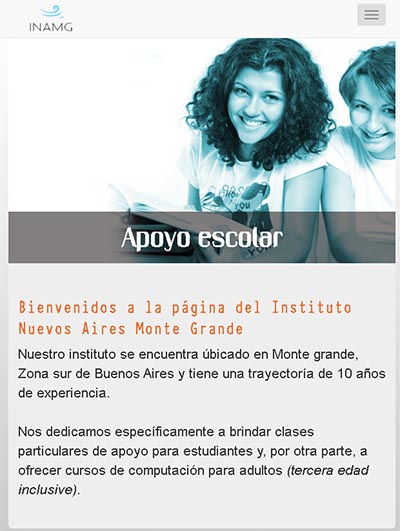 INAMG
Apoyo escolar
Bienvenidos a la página del Instituto
Nuevos Aires Monte Grande
Nuestro instituto se encuentra úbicado en Monte grande,
Zona sur de Buenos Aires y tiene una trayectoría de 10 años
de experiencia.
Nos dedicamos específicamente a brindar clases
particulares de apoyo para estudiantes y, por otra parte, a
ofrecer cursos de computación para adultos (tercera edad
inclusive).